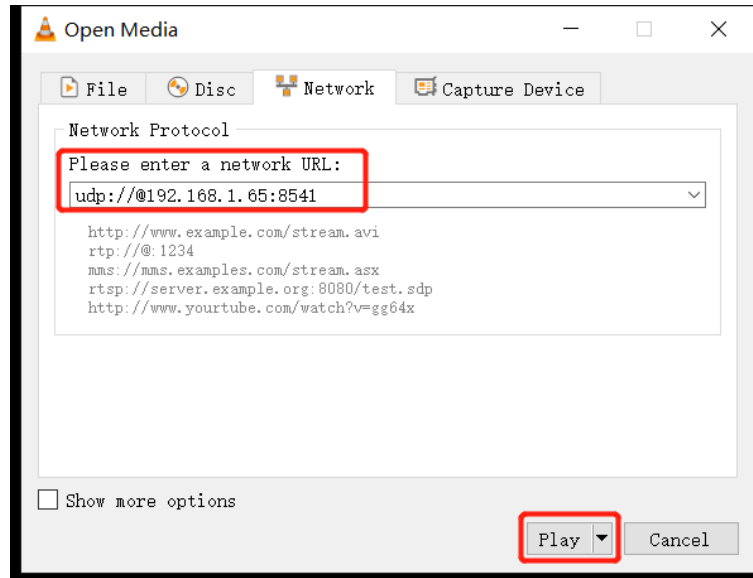 Open Media
File Disc Network Capture Device
Network Protocol
Please enter a network URL:
udp://@192.168.1.65:8541
http://www.example.com/stream.avi
rtp://@:1234
mms://mms.examples.com/stream.asx
rtsp://server.example.org:8080/test.sdp
http://www.yourtube.com/watch?v=gg64x
Show more options
Play Cancel